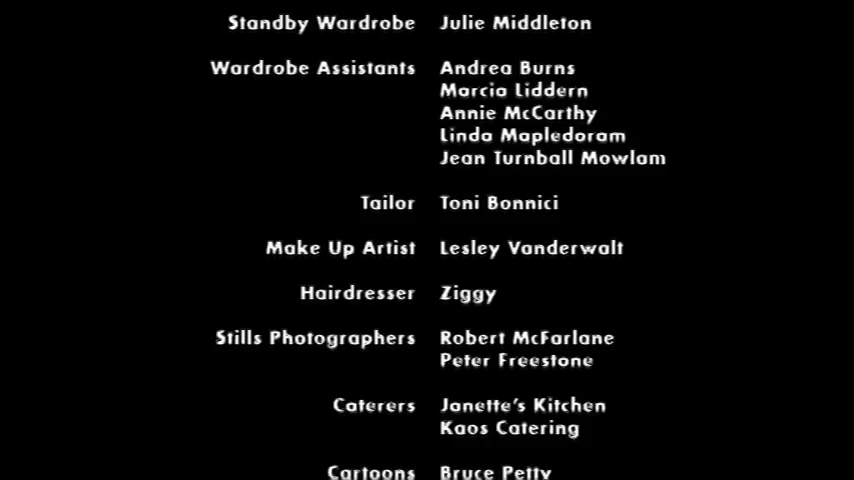 Standby Wardrobe Julie Middleton
Wardrobe Assistants Andrea Burns
Marcia Liddern
Annie McCarthy
Linda Mapledoram
Jean Turnball Mowlam
Tailor Toni Bonnici
Make Up Artist Lesley Vanderwalt
Hairdresser Ziggy
Stills Photographers Robert McFarlane
Peter Freestone
Caterers Janette's Kitchen
Kaos Catering
Cartoons Bruce Petty